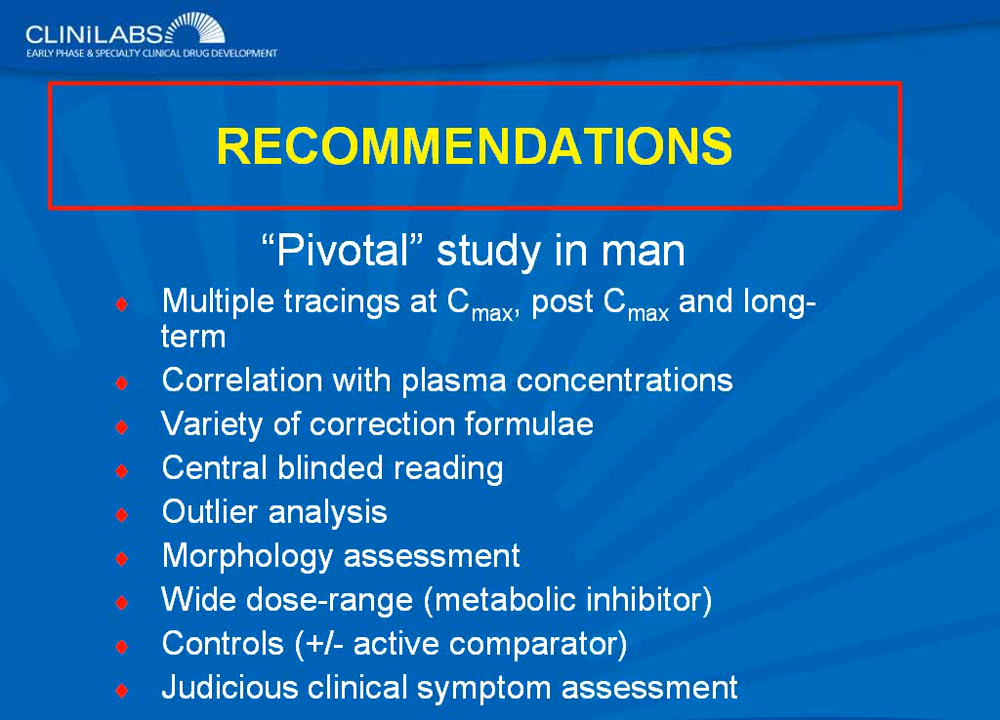 CLINiLABS
EARLY PHASE & SPECIALTY CLINICAL DRUG DEVELOPMENT
RECOMMENDATIONS
“Pivotal” study in man
Multiple tracings at Cmax, post Cmax and long-
term
Correlation with plasma concentrations
Variety of correction formulae
Central blinded reading
Outlier analysis
Morphology assessment
Wide dose-range (metabolic inhibitor)
Controls (+/- active comparator)
Judicious clinical symptom assessment